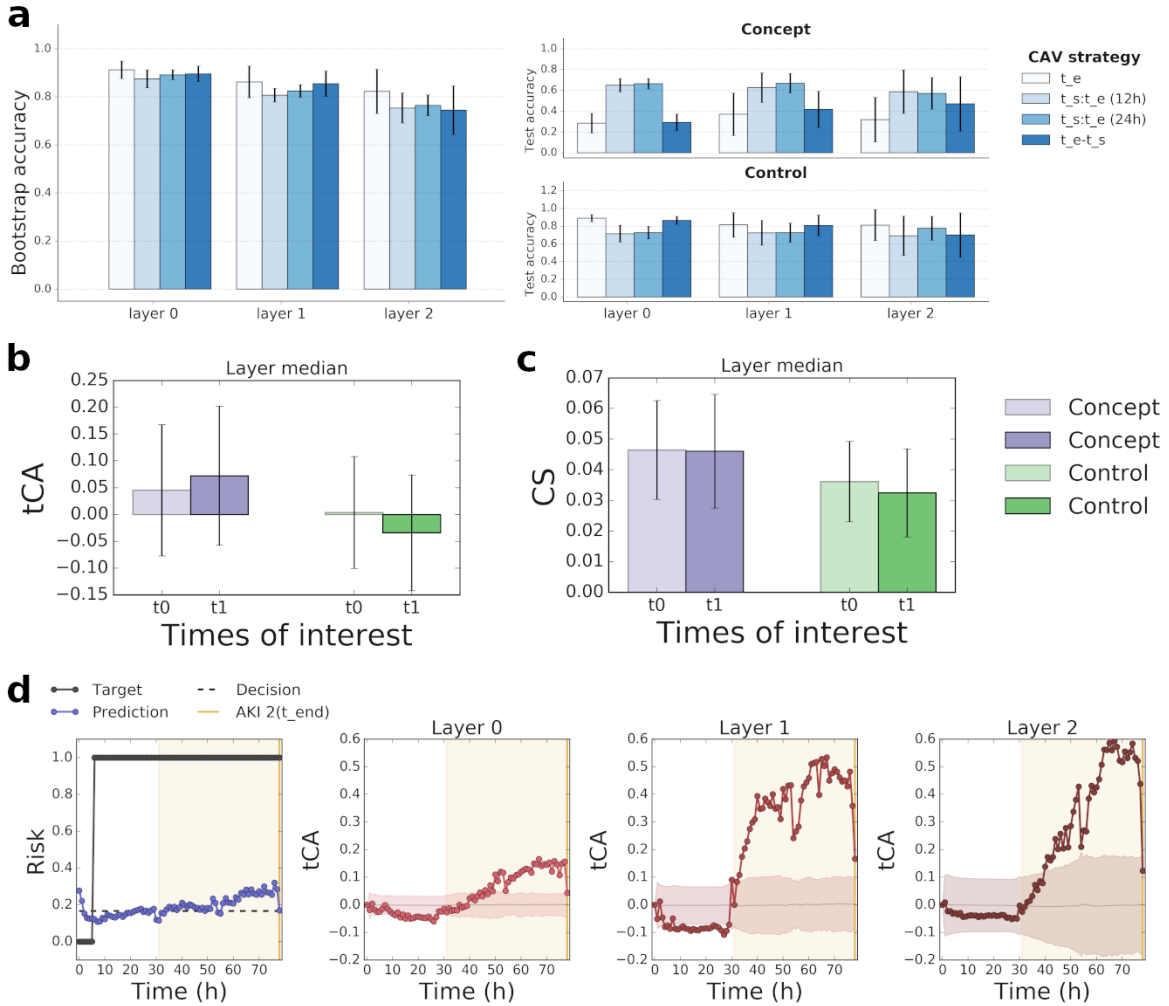 a
Concept
Control
CAV strategy
t_e
t_s:t_e (12h)
t_s:t_e (24h)
t_e-t_s
Bootstrap accuracy
1.0
0.8
0.6
0.4
0.2
0.0
layer 0 layer 1 layer 2
Test accuracy
1.0
0.8
0.6
0.4
0.2
0.0
Test accuracy
1.2
1.0
0.8
0.6
0.4
0.2
0.0
layer 0 layer 1 layer 2
b
Layer median
tCA
0.25
0.20
0.15
0.10
0.05
0.00
−0.05
−0.10
−0.15
t0 t1 t0 t1
Times of interest
c
Layer median
CS
0.07
0.06
0.05
0.04
0.03
0.02
0.01
0.00
t0 t1 t0 t1
Times of interest
Concept
Concept
Control
Control
d
Target Decision
Prediction AKI 2(t_end)
Risk
1.0
0.8
0.6
0.4
0.2
0.0
0 10 20 30 40 50 60 70
Time (h)
Layer 0
tCA
0.6
0.5
0.4
0.3
0.2
0.1
0.0
−0.1
−0.2
0 10 20 30 40 50 60 70
Time (h)
Layer 1
tCA
0.6
0.5
0.4
0.3
0.2
0.1
0.0
−0.1
−0.2
0 10 20 30 40 50 60 70
Time (h)
Layer 2
tCA
0.6
0.5
0.4
0.3
0.2
0.1
0.0
−0.1
−0.2
0 10 20 30 40 50 60 70
Time (h)